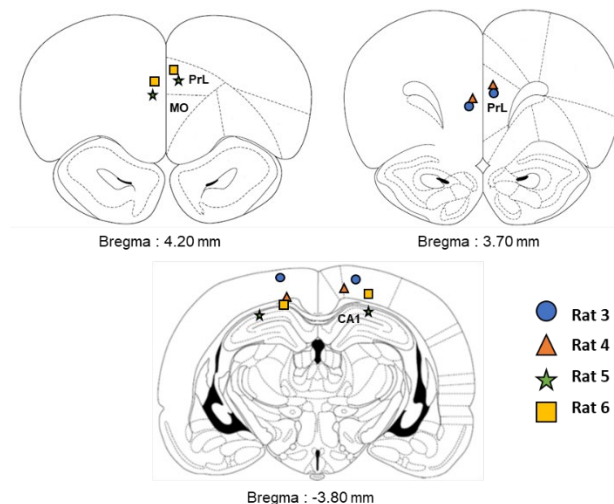 PrL
MO
Bregma : 4.20 mm
PrL
Bregma : 3.70 mm
CA1
Bregma : -3.80 mm
Rat 3
Rat 4
Rat 5
Rat 6